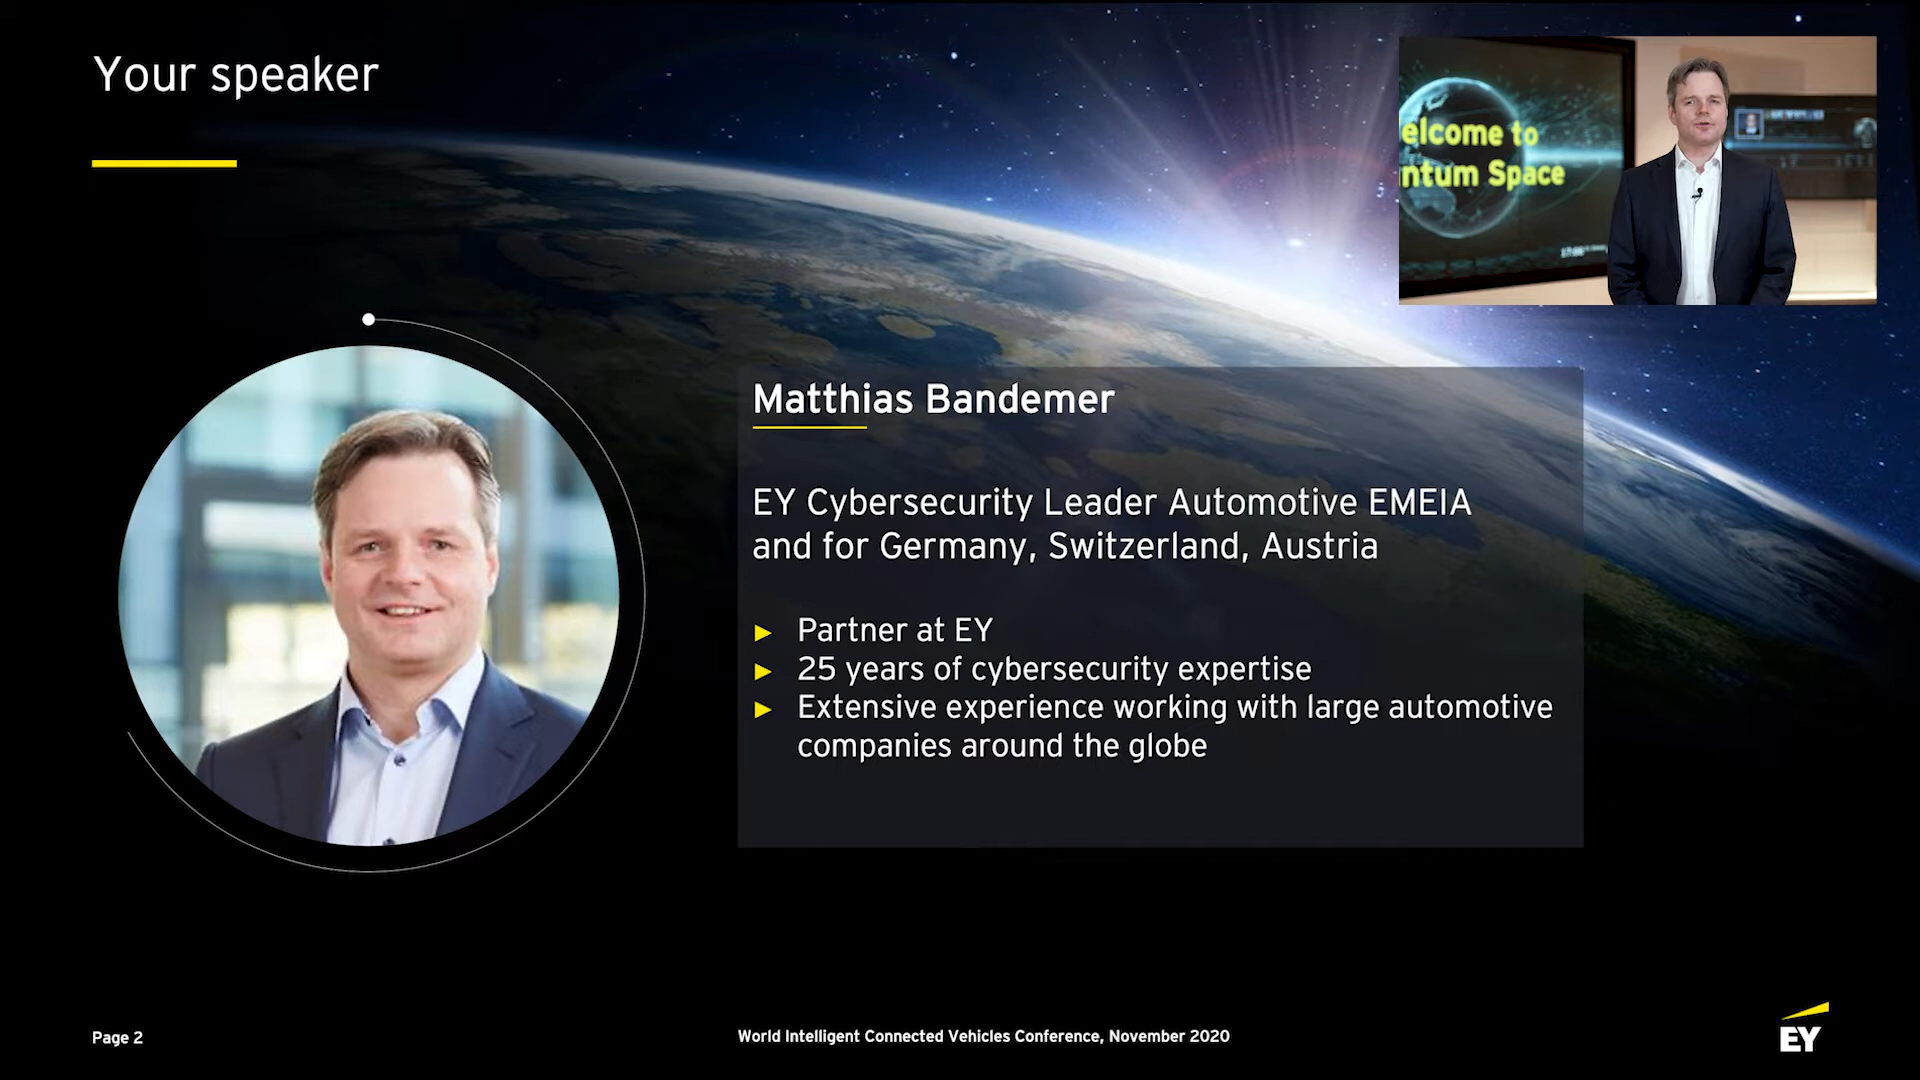 Your speaker
elcome to
ntum Space
Matthias Bandemer
EY Cybersecurity Leader Automotive EMEIA
and for Germany, Switzerland, Austria
► Partner at EY
► 25 years of cybersecurity expertise
► Extensive experience working with large automotive
companies around the globe
Page 2
World Intelligent Connected Vehicles Conference, November 2020
EY